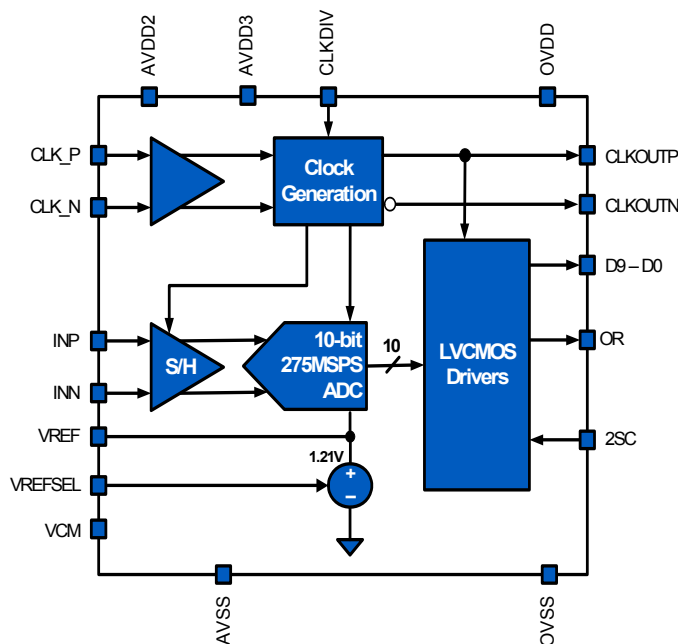 AVDD2
AVDD3
CLKDIV
OVDD
CLK_P
CLK_N
Clock
Generation
CLKOUTP
CLKOUTN
D9 – D0
INP
INN
S/H
10-bit
275MSPS
ADC
10
LVCMOS
Drivers
OR
VREF
1.21V
+
–
2SC
VREFSEL
VCM
AVSS
OVSS